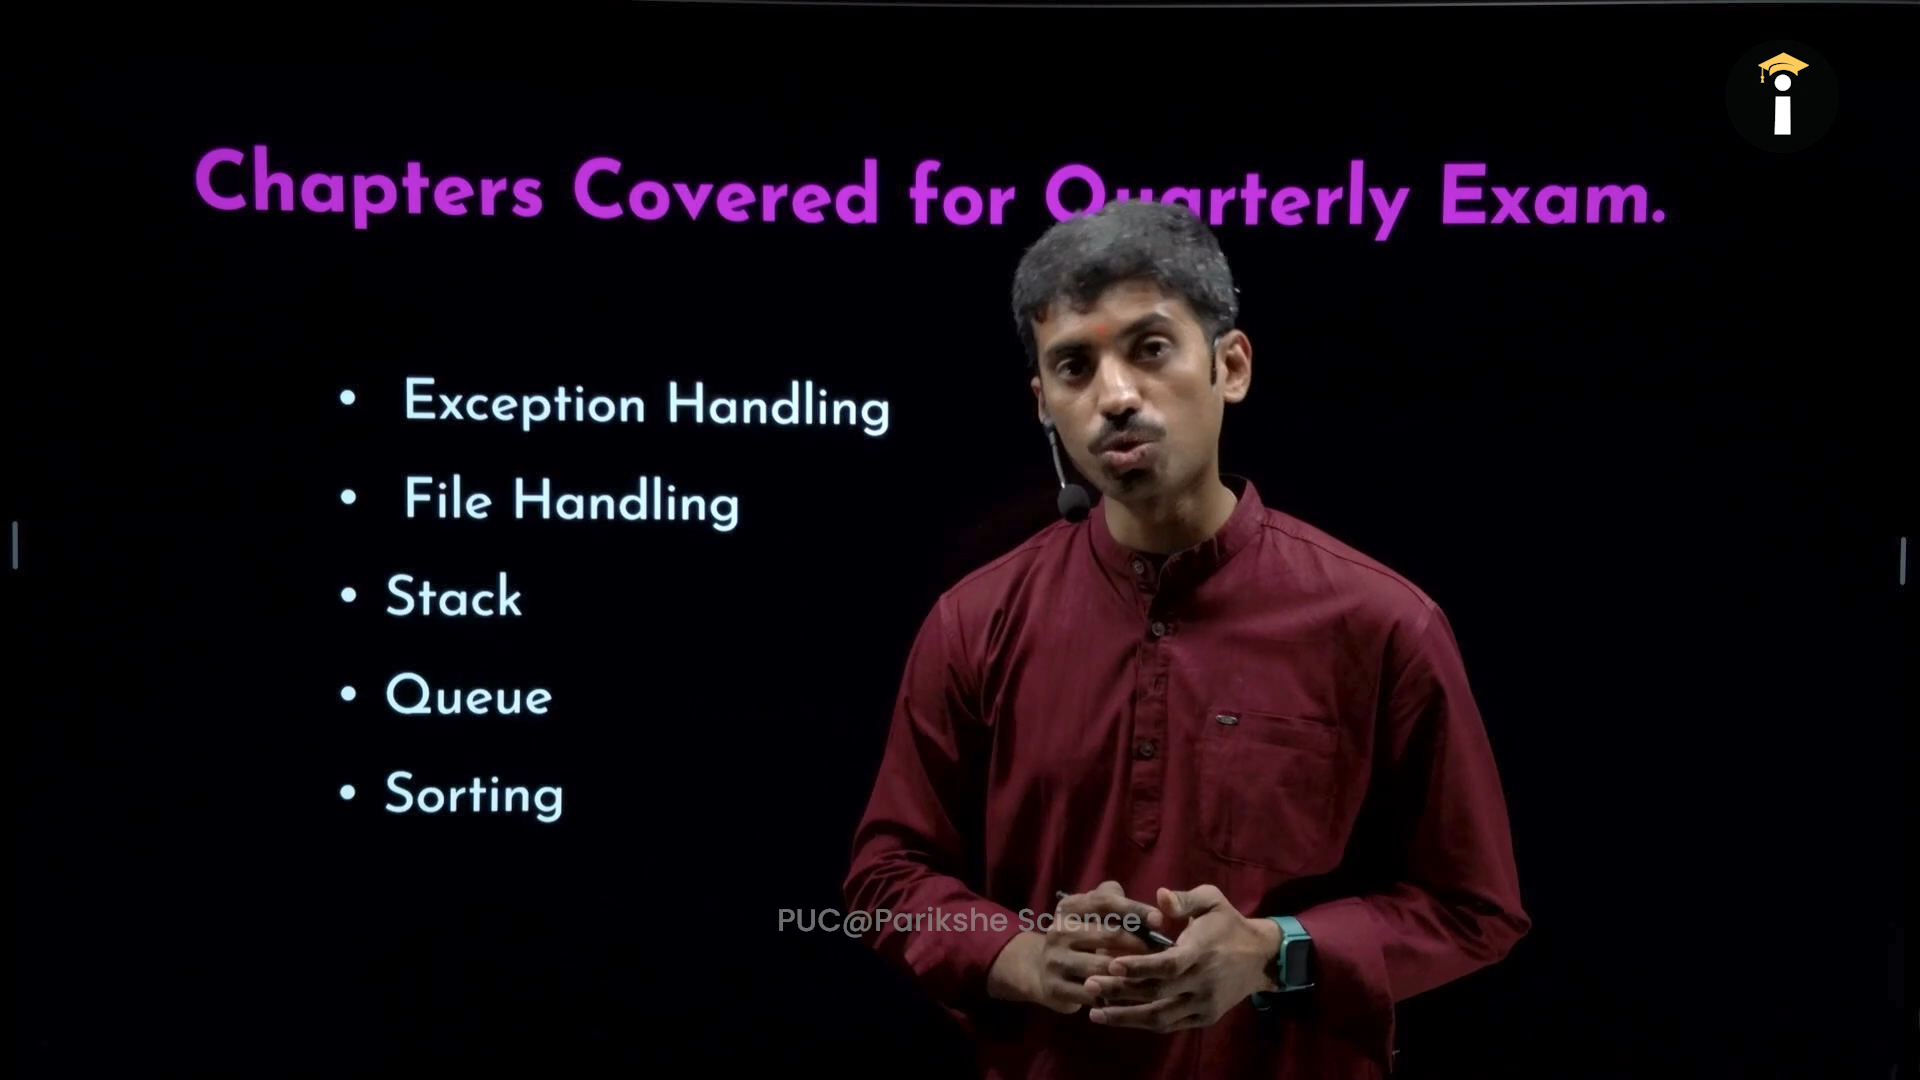 Chapters Covered for Quarterly Exam.
• Exception Handling
• File Handling
• Stack
• Queue
• Sorting
PUC@Parikshe Science